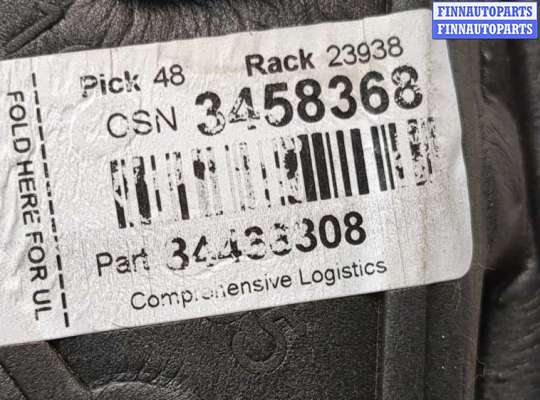 FINNAUTOPARTS
FINNAUTOPARTS
Pick 48 Rack 23938
CSN 3458368
Part
Comprehensive Logistics
FOLD HERE FOR UL